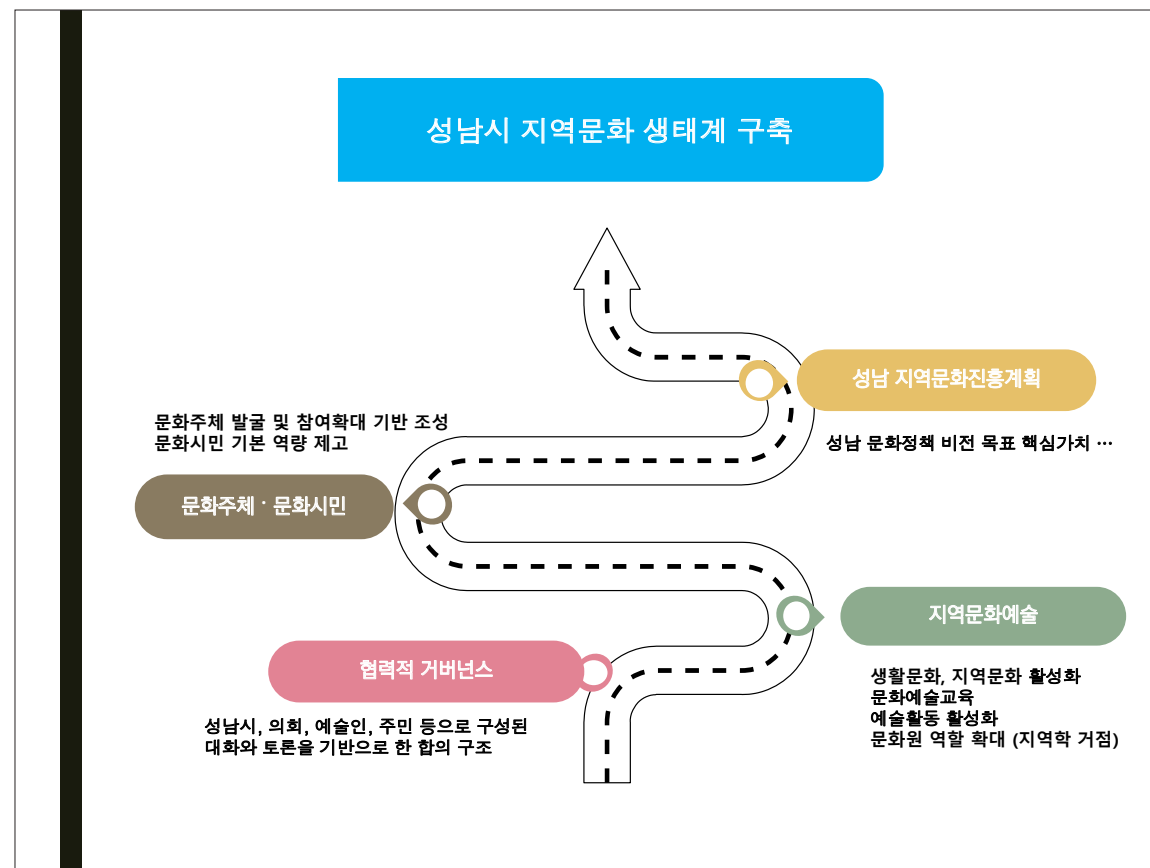 성남시 지역문화 생태계 구축
성남 지역문화진흥계획
성남 문화정책 비전 목표 핵심가치 …
문화주체 발굴 및 참여확대 기반 조성
문화시민 기본 역량 제고
문화주체 · 문화시민
지역문화예술
생활문화, 지역문화 활성화
문화예술교육
예술활동 활성화
문화원 역할 확대 (지역학 거점)
협력적 거버넌스
성남시, 의회, 예술인, 주민 등으로 구성된
대화와 토론을 기반으로 한 합의 구조